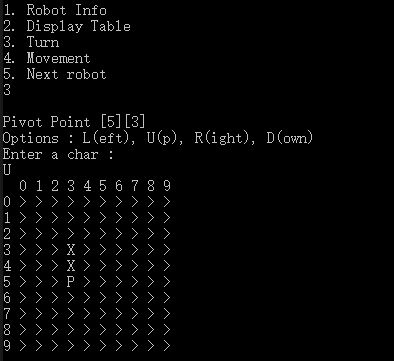 1. Robot Info
2. Display Table
3. Turn
4. Movement
5. Next robot
3
Pivot Point [5][3]
Options : L(eft), U(p), R(ight), D(own)
Enter a char :
U
0 1 2 3 4 5 6 7 8 9
0 > > > > > > > > > >
1 > > > > > > > > > >
2 > > > > > > > > > >
3 > > > X > > > > > >
4 > > > X > > > > > >
5 > > > P > > > > > >
6 > > > > > > > > > >
7 > > > > > > > > > >
8 > > > > > > > > > >
9 > > > > > > > > > >